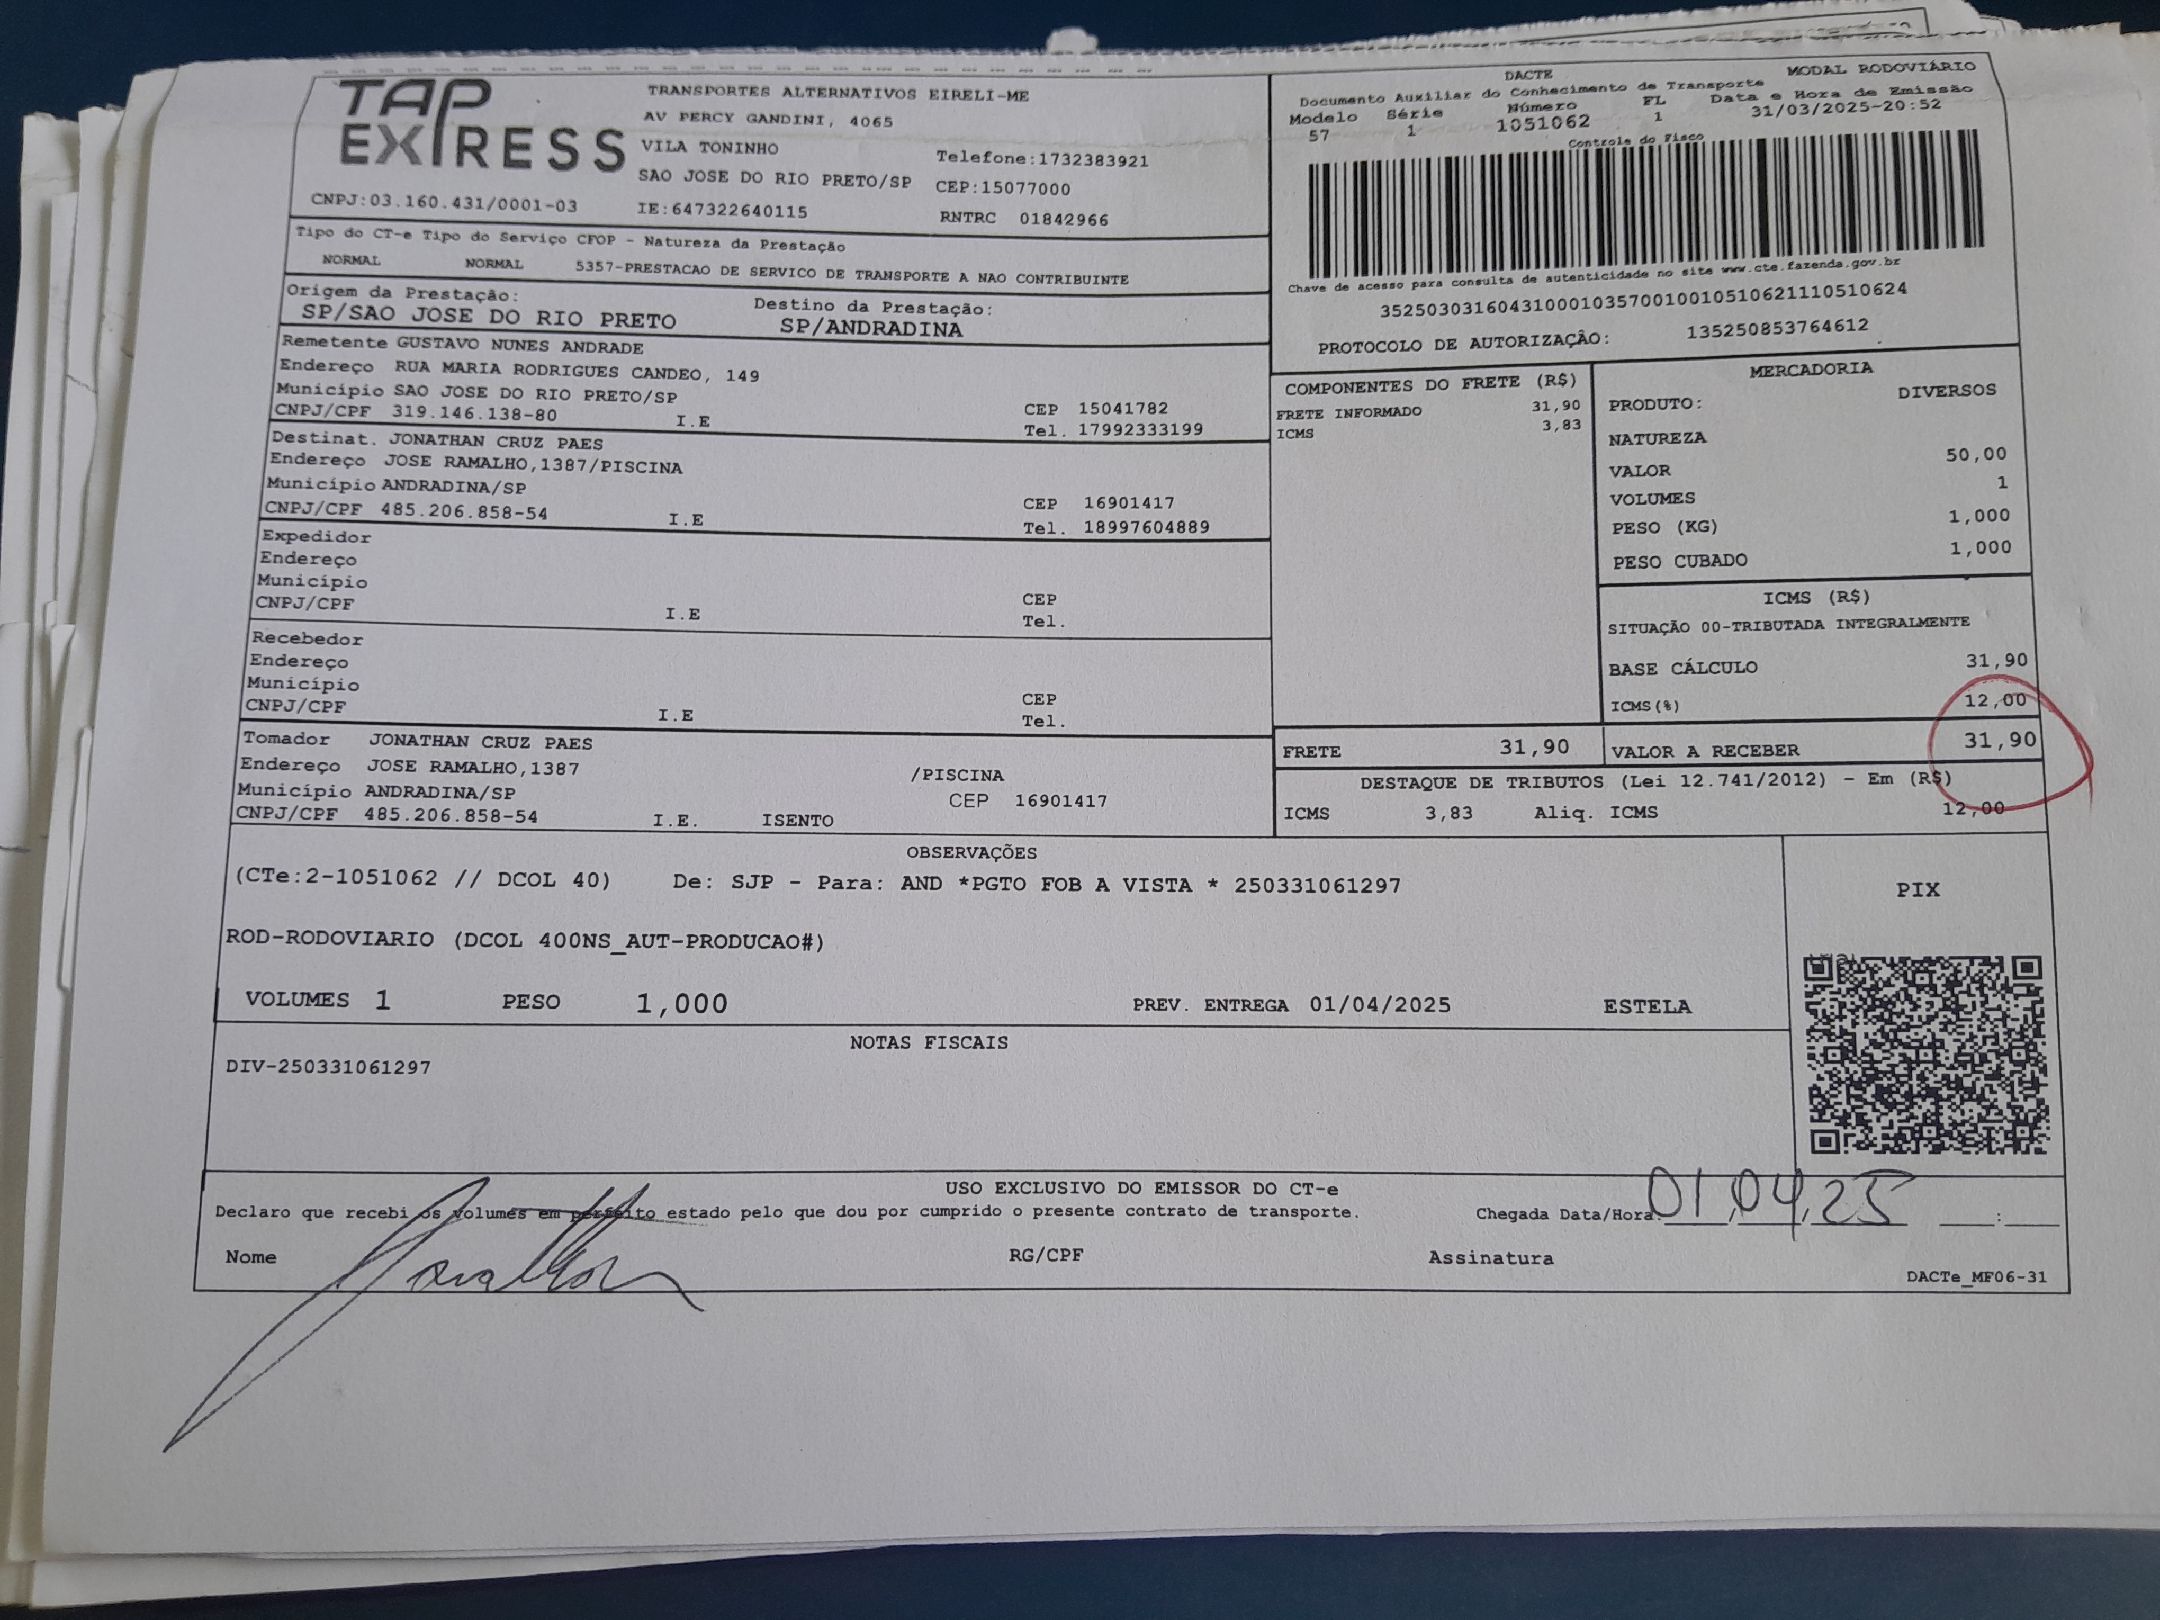 TAP
EXPRESS
TRANSPORTES ALTERNATIVOS EIRELI-ME
AV PERCY GANDINI, 4065
VILA TONINHO
Telefone:1732383921
SAO JOSE DO RIO PRETO/SP CEP:15077000
CNPJ:03.160.431/0001-03 IE:647322640115 RNTRC 01842966
DACTE MODAL RODOVIÁRIO
Documento Auxiliar do Conhecimento de Transporte
Modelo Série Número FL Data e Hora de Emissão
57 1 1051062 1 31/03/2025-20:52
Controle do Fisco
Chave de acesso para consulta de autenticidade no site www.cte.fazenda.gov.br
35250303160431000103570010010510621110510624
PROTOCOLO DE AUTORIZAÇÃO: 135250853764612
Tipo do CT-e Tipo do Serviço CFOP - Natureza da Prestação
NORMAL NORMAL 5357-PRESTACAO DE SERVICO DE TRANSPORTE A NAO CONTRIBUINTE
Origem da Prestação: Destino da Prestação:
SP/SAO JOSE DO RIO PRETO SP/ANDRADINA
Remetente GUSTAVO NUNES ANDRADE
Endereço RUA MARIA RODRIGUES CANDEO, 149
Município SAO JOSE DO RIO PRETO/SP CEP 15041782
CNPJ/CPF 319.146.138-80 I.E Tel. 17992333199
Destinat. JONATHAN CRUZ PAES
Endereço JOSE RAMALHO,1387/PISCINA
Município ANDRADINA/SP CEP 16901417
CNPJ/CPF 485.206.858-54 I.E Tel. 18997604889
Expedidor
Endereço
Município CEP
CNPJ/CPF I.E Tel.
Recebedor
Endereço
Município CEP
CNPJ/CPF I.E Tel.
Tomador JONATHAN CRUZ PAES
Endereço JOSE RAMALHO,1387 /PISCINA
Município ANDRADINA/SP CEP 16901417
CNPJ/CPF 485.206.858-54 I.E. ISENTO
COMPONENTES DO FRETE (R$)
FRETE INFORMADO 31,90
ICMS 3,83
MERCADORIA
PRODUTO: DIVERSOS
NATUREZA
VALOR 50,00
VOLUMES 1
PESO (KG) 1,000
PESO CUBADO 1,000
ICMS (R$)
SITUAÇÃO 00-TRIBUTADA INTEGRALMENTE
BASE CÁLCULO 31,90
ICMS(%) 12,00
FRETE 31,90 VALOR A RECEBER 31,90
DESTAQUE DE TRIBUTOS (Lei 12.741/2012) - Em (R$)
ICMS 3,83 Aliq. ICMS 12,00
OBSERVAÇÕES
(CTe:2-1051062 // DCOL 40) De: SJP - Para: AND *PGTO FOB A VISTA * 250331061297
ROD-RODOVIARIO (DCOL 400NS_AUT-PRODUCAO#)
VOLUMES 1 PESO 1,000 PREV. ENTREGA 01/04/2025 ESTELA
PIX
NOTAS FISCAIS
DIV-250331061297
USO EXCLUSIVO DO EMISSOR DO CT-e
Declaro que recebi os volumes em perfeito estado pelo que dou por cumprido o presente contrato de transporte. Chegada Data/Hora: 01/04/25 :
Nome RG/CPF Assinatura
DACTe_MF06-31